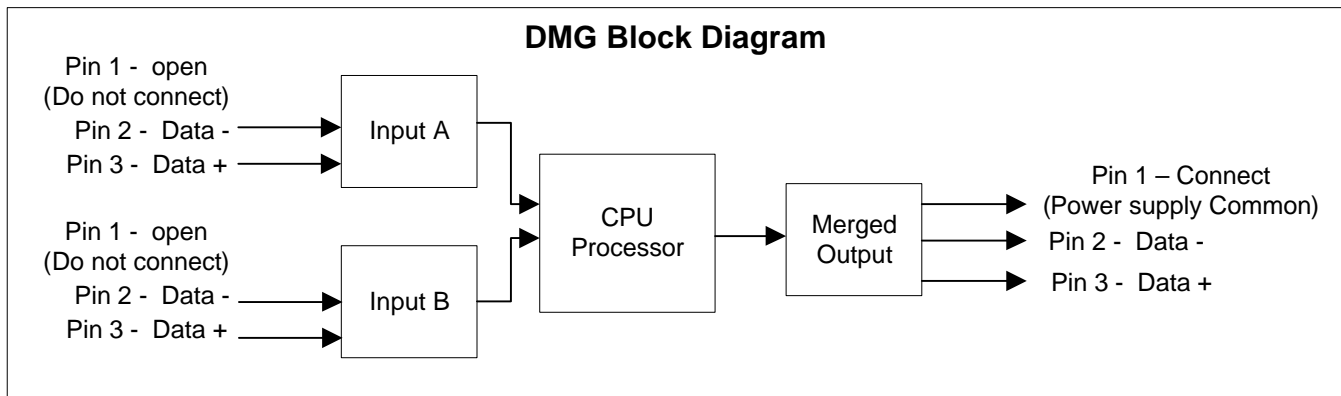 DMG Block Diagram
Pin 1 - open
(Do not connect)
Pin 2 - Data -
Pin 3 - Data +
Input A
Pin 1 - open
(Do not connect)
Pin 2 - Data -
Pin 3 - Data +
Input B
CPU
Processor
Merged
Output
Pin 1 – Connect
(Power supply Common)
Pin 2 - Data -
Pin 3 - Data +